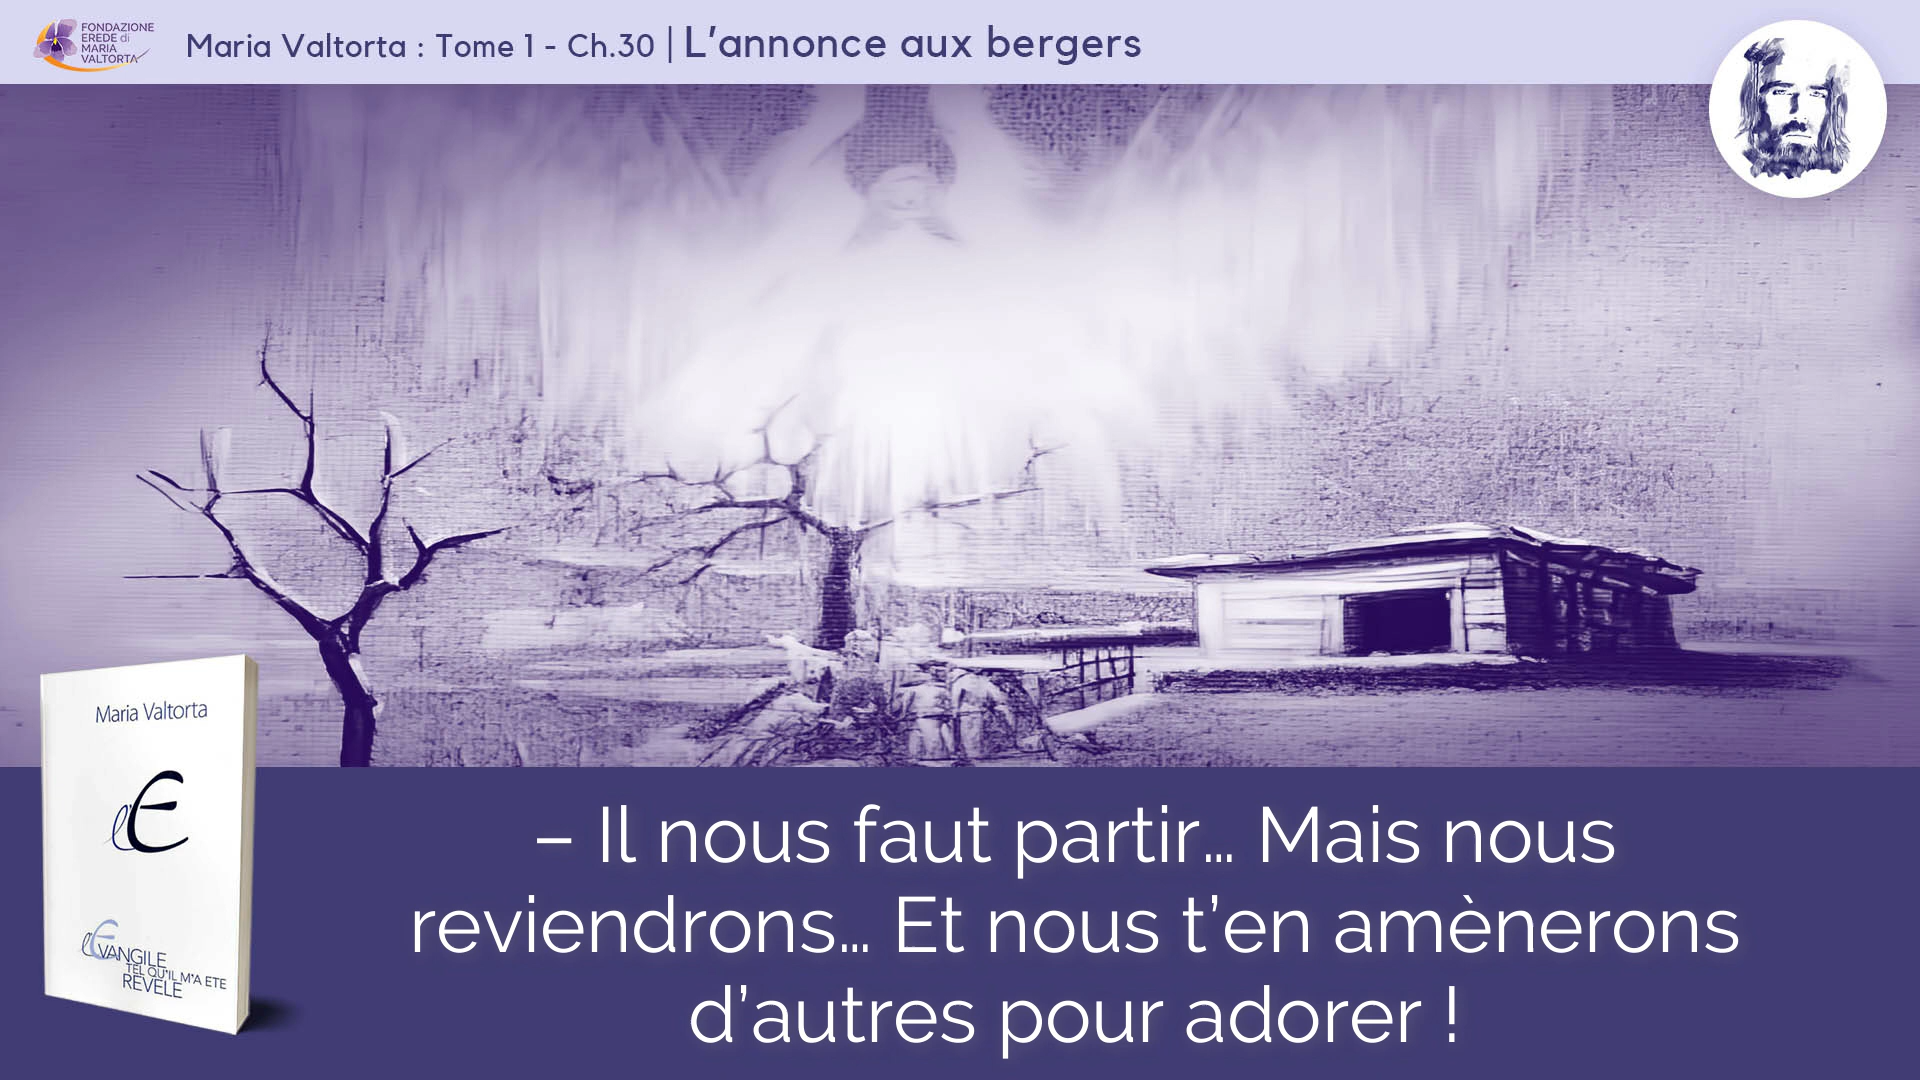 FONDAZIONE
EREDE di
MARIA
VALTORTA
Maria Valtorta : Tome 1 - Ch.30 | L’annonce aux bergers
Maria Valtorta
l'E
l'EVANGILE
TEL QU'IL M'A ETE
REVELE
– Il nous faut partir… Mais nous
reviendrons… Et nous t’en amènerons
d’autres pour adorer !